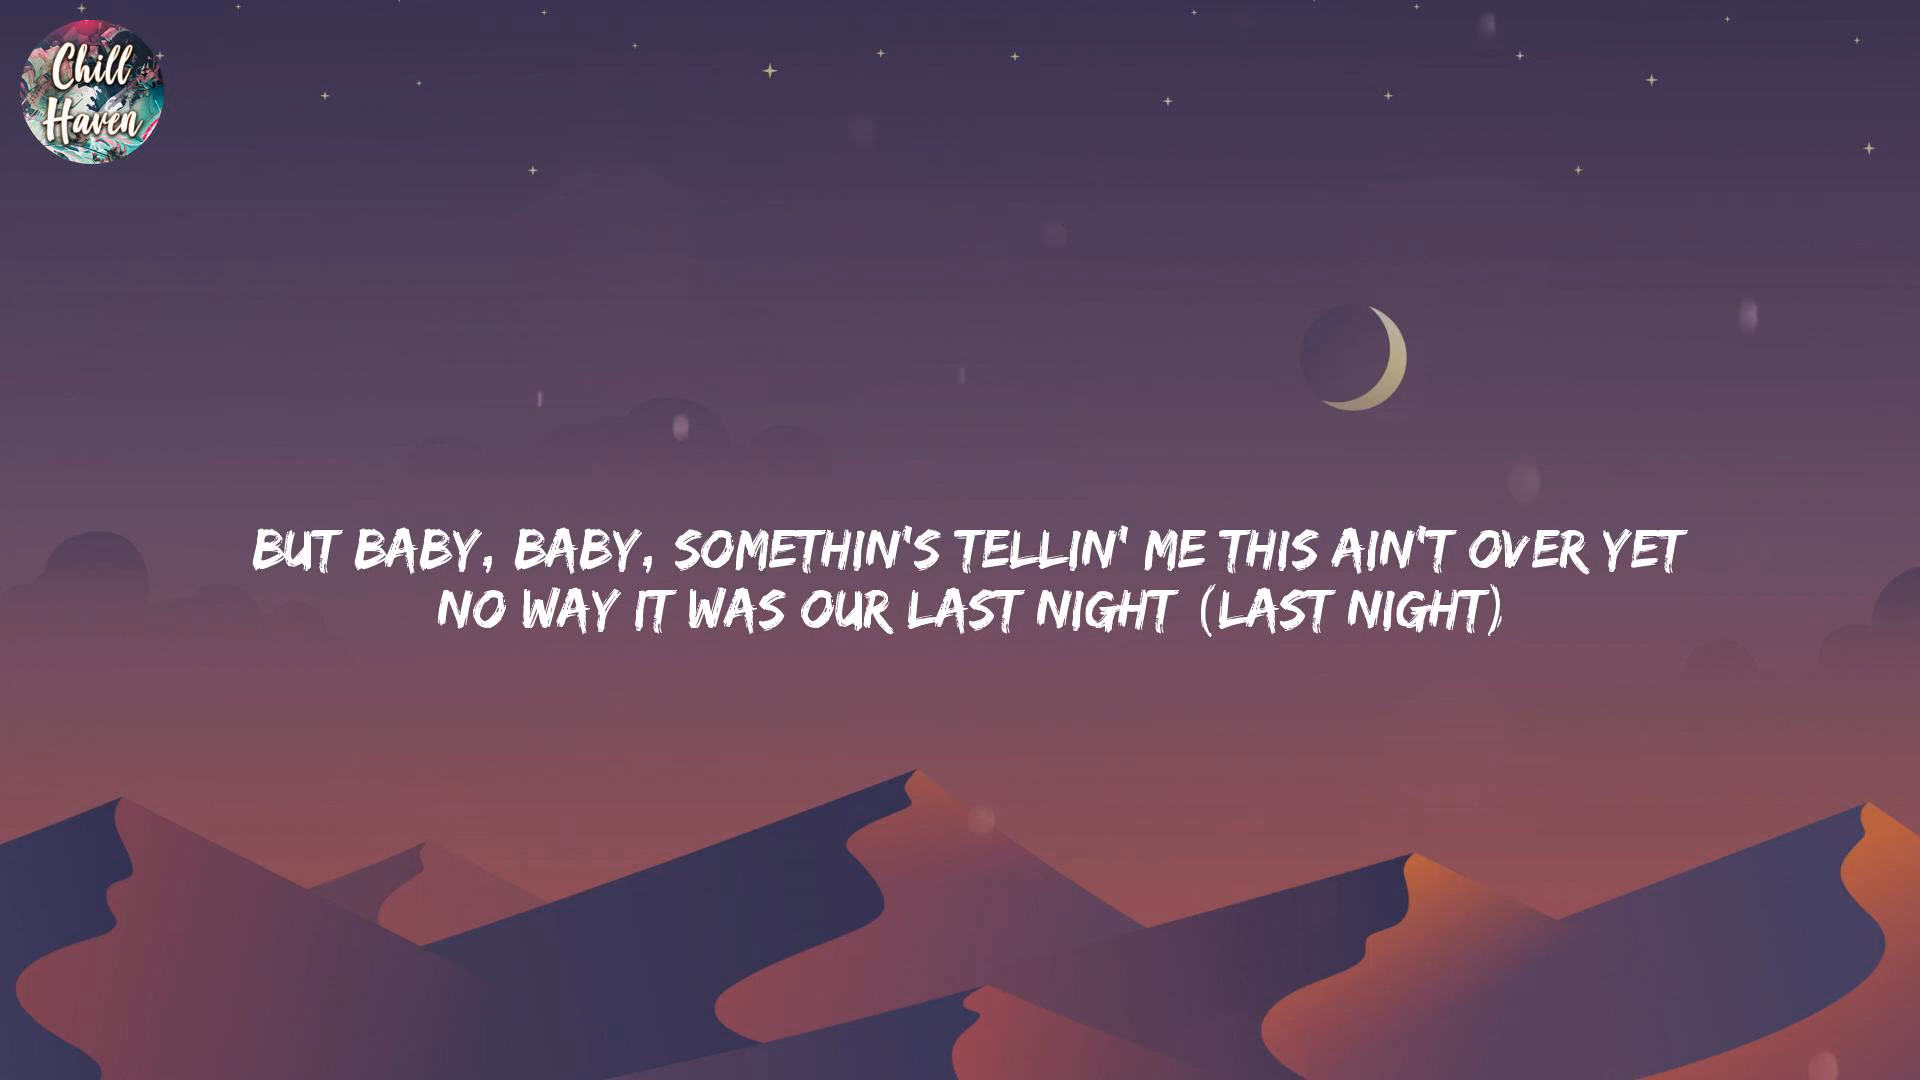 Chill
Haven
BUT BABY, BABY, SOMETHIN'S TELLIN' ME THIS AIN'T OVER YET
NO WAY IT WAS OUR LAST NIGHT (LAST NIGHT)